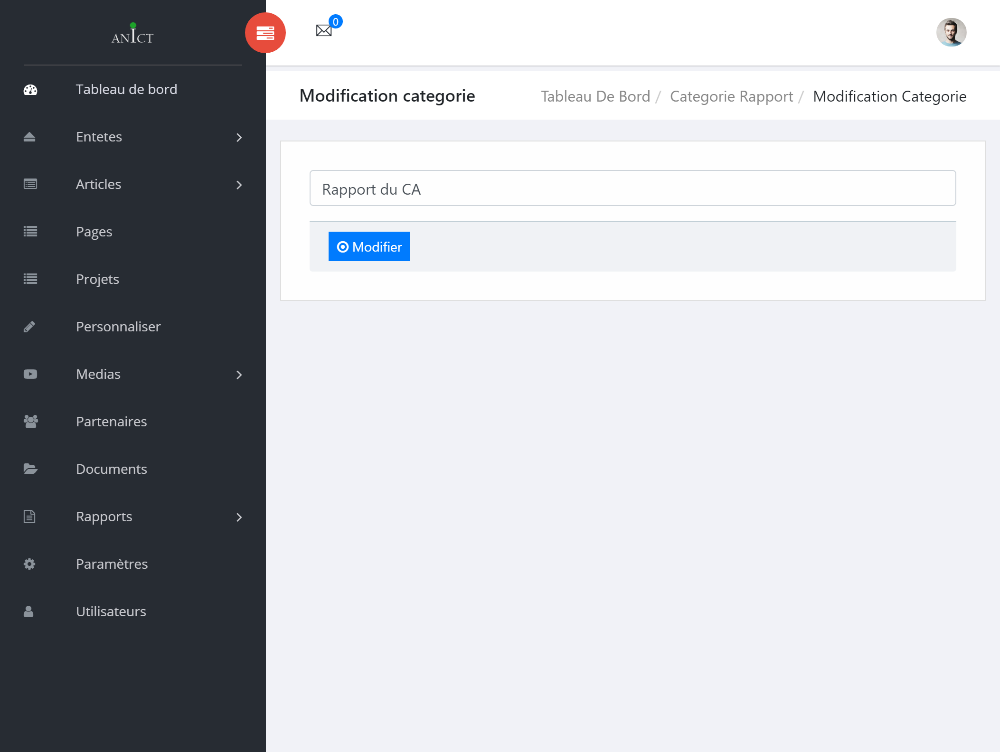 ANICT
0
Tableau de bord
Entetes
Articles
Pages
Projets
Personnaliser
Medias
Partenaires
Documents
Rapports
Paramètres
Utilisateurs
Modification categorie
Tableau De Bord / Categorie Rapport / Modification Categorie
Rapport du CA
Modifier